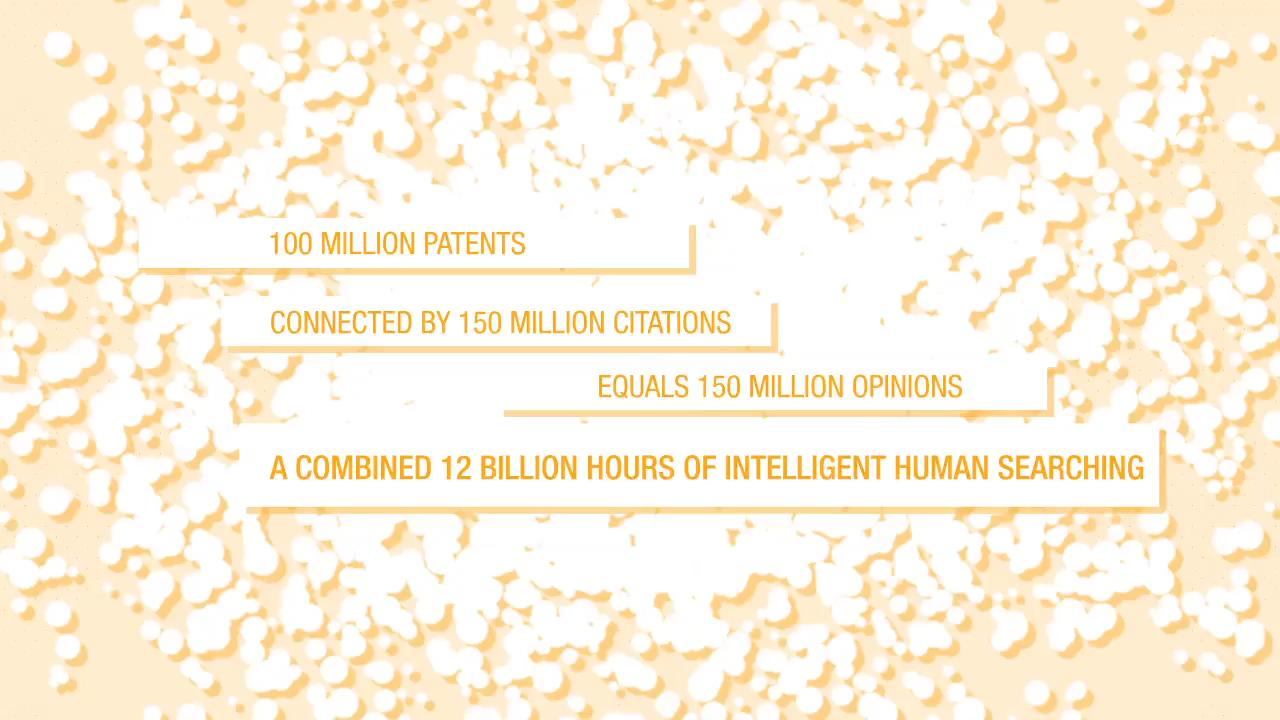 100 MILLION PATENTS
CONNECTED BY 150 MILLION CITATIONS
EQUALS 150 MILLION OPINIONS
A COMBINED 12 BILLION HOURS OF INTELLIGENT HUMAN SEARCHING